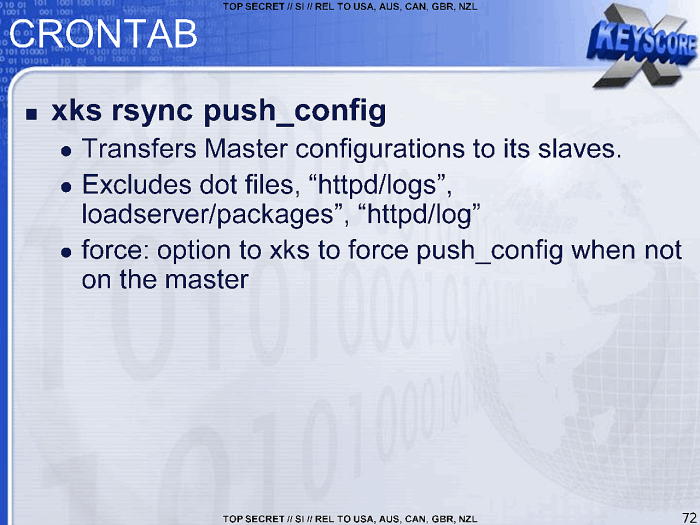 TOP SECRET // SI // REL TO USA, AUS, CAN, GBR, NZL
CRONTAB
X
KEYSCORE
xks rsync push_config
Transfers Master configurations to its slaves.
Excludes dot files, “httpd/logs”,
loadserver/packages”, “httpd/log”
force: option to xks to force push_config when not
on the master
TOP SECRET // SI // REL TO USA, AUS, CAN, GBR, NZL
72